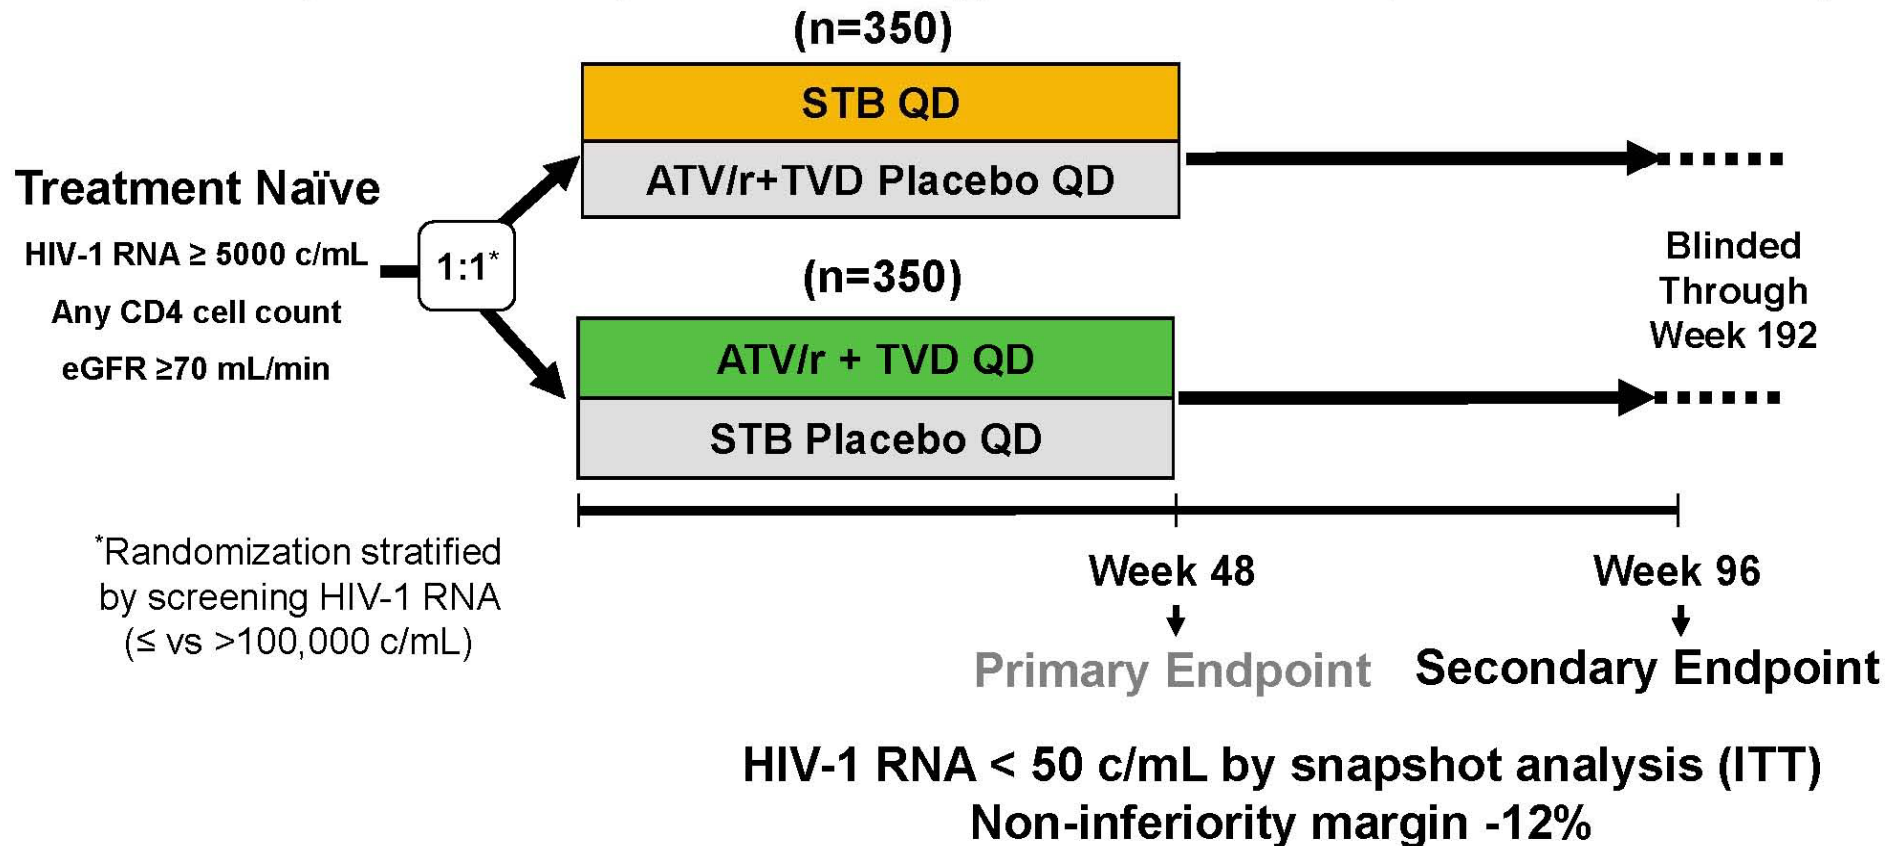 (n=350)
STB QD
ATV/r+TVD Placebo QD
Treatment Naïve
HIV-1 RNA ≥ 5000 c/mL
Any CD4 cell count
eGFR ≥70 mL/min
1:1*
(n=350)
ATV/r + TVD QD
STB Placebo QD
Blinded
Through
Week 192
*Randomization stratified
by screening HIV-1 RNA
(≤ vs >100,000 c/mL)
Week 48
Primary Endpoint
Week 96
Secondary Endpoint
HIV-1 RNA < 50 c/mL by snapshot analysis (ITT)
Non-inferiority margin -12%